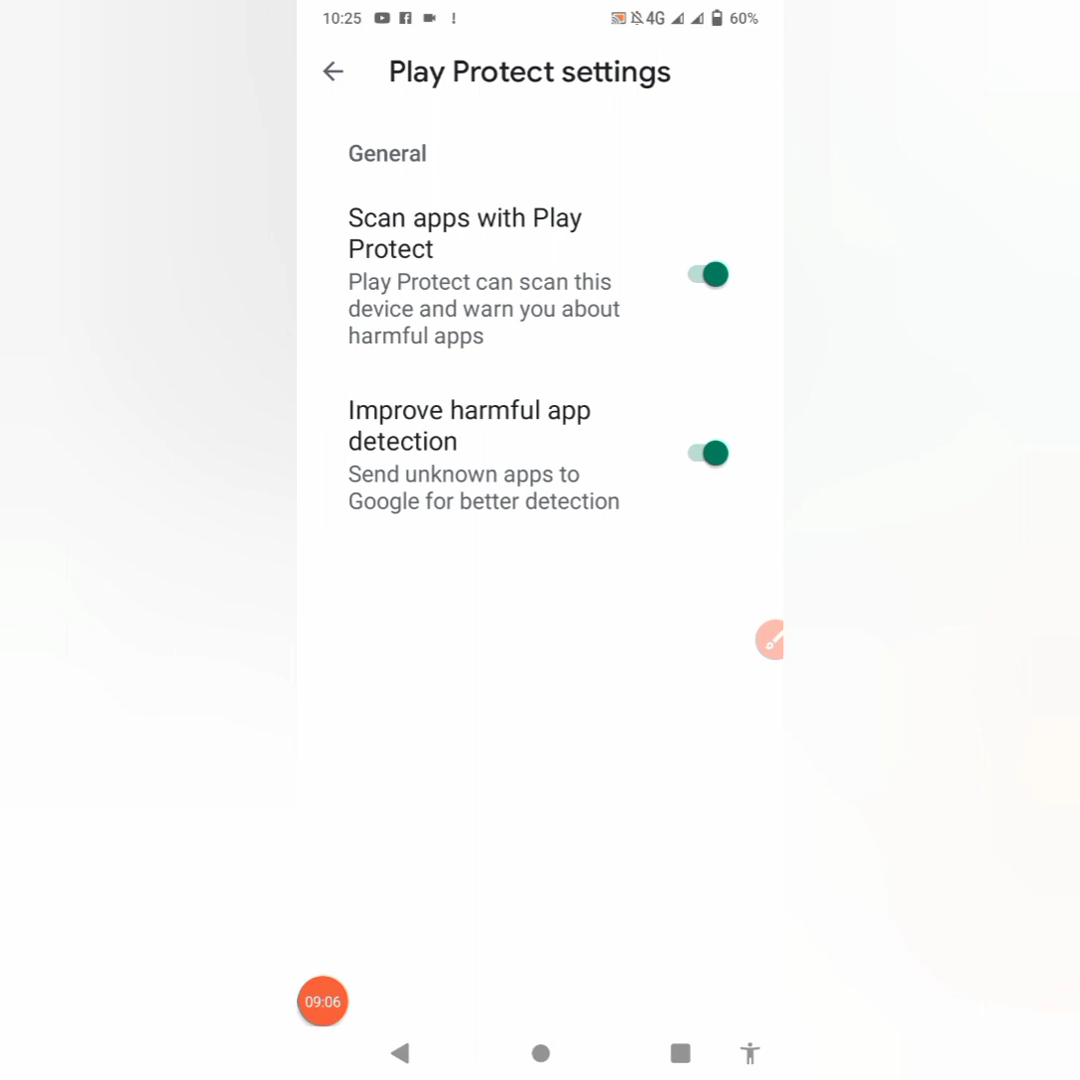 10:25 ! 4G 60%
Play Protect settings
General
Scan apps with Play
Protect
Play Protect can scan this
device and warn you about
harmful apps
Improve harmful app
detection
Send unknown apps to
Google for better detection
09:06